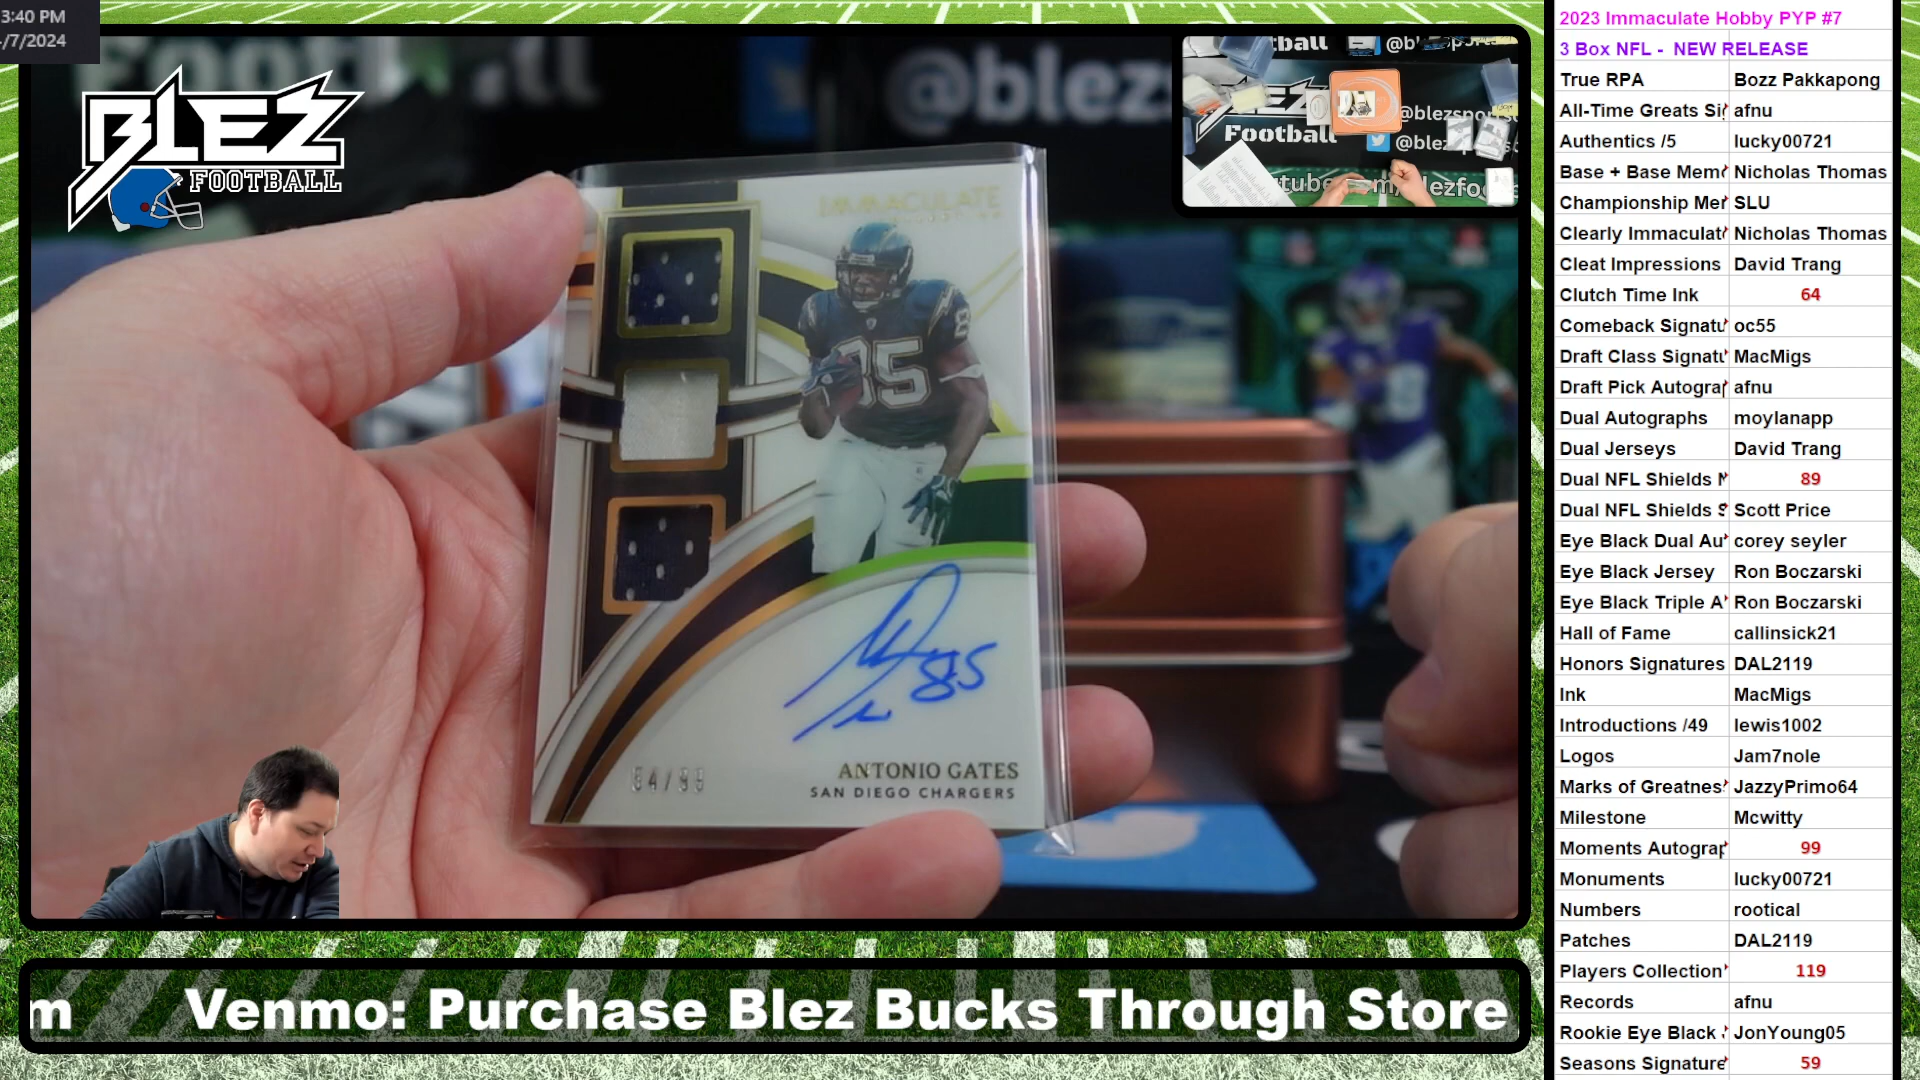 3:40 PM
/7/2024
BLEZ
FOOTBALL
@blez
IMMACULATE
85
85
ANTONIO GATES
SAN DIEGO CHARGERS
54/99
Football
@blezsports
@blez
Venmo: Purchase Blez Bucks Through Store
2023 Immaculate Hobby PYP #7
3 Box NFL - NEW RELEASE
True RPA Bozz Pakkapong
All-Time Greats Si afnu
Authentics /5 lucky00721
Base + Base Mem Nicholas Thomas
Championship Mer SLU
Clearly Immaculat Nicholas Thomas
Cleat Impressions David Trang
Clutch Time Ink 64
Comeback Signatu oc55
Draft Class Signatu MacMigs
Draft Pick Autogra afnu
Dual Autographs moylanapp
Dual Jerseys David Trang
Dual NFL Shields 89
Dual NFL Shields S Scott Price
Eye Black Dual Au corey seyler
Eye Black Jersey Ron Boczarski
Eye Black Triple A Ron Boczarski
Hall of Fame callinsick21
Honors Signatures DAL2119
Ink MacMigs
Introductions /49 lewis1002
Logos Jam7nole
Marks of Greatnes JazzyPrimo64
Milestone Mcwitty
Moments Autograp 99
Monuments lucky00721
Numbers rootical
Patches DAL2119
Players Collection 119
Records afnu
Rookie Eye Black JonYoung05
Seasons Signature 59